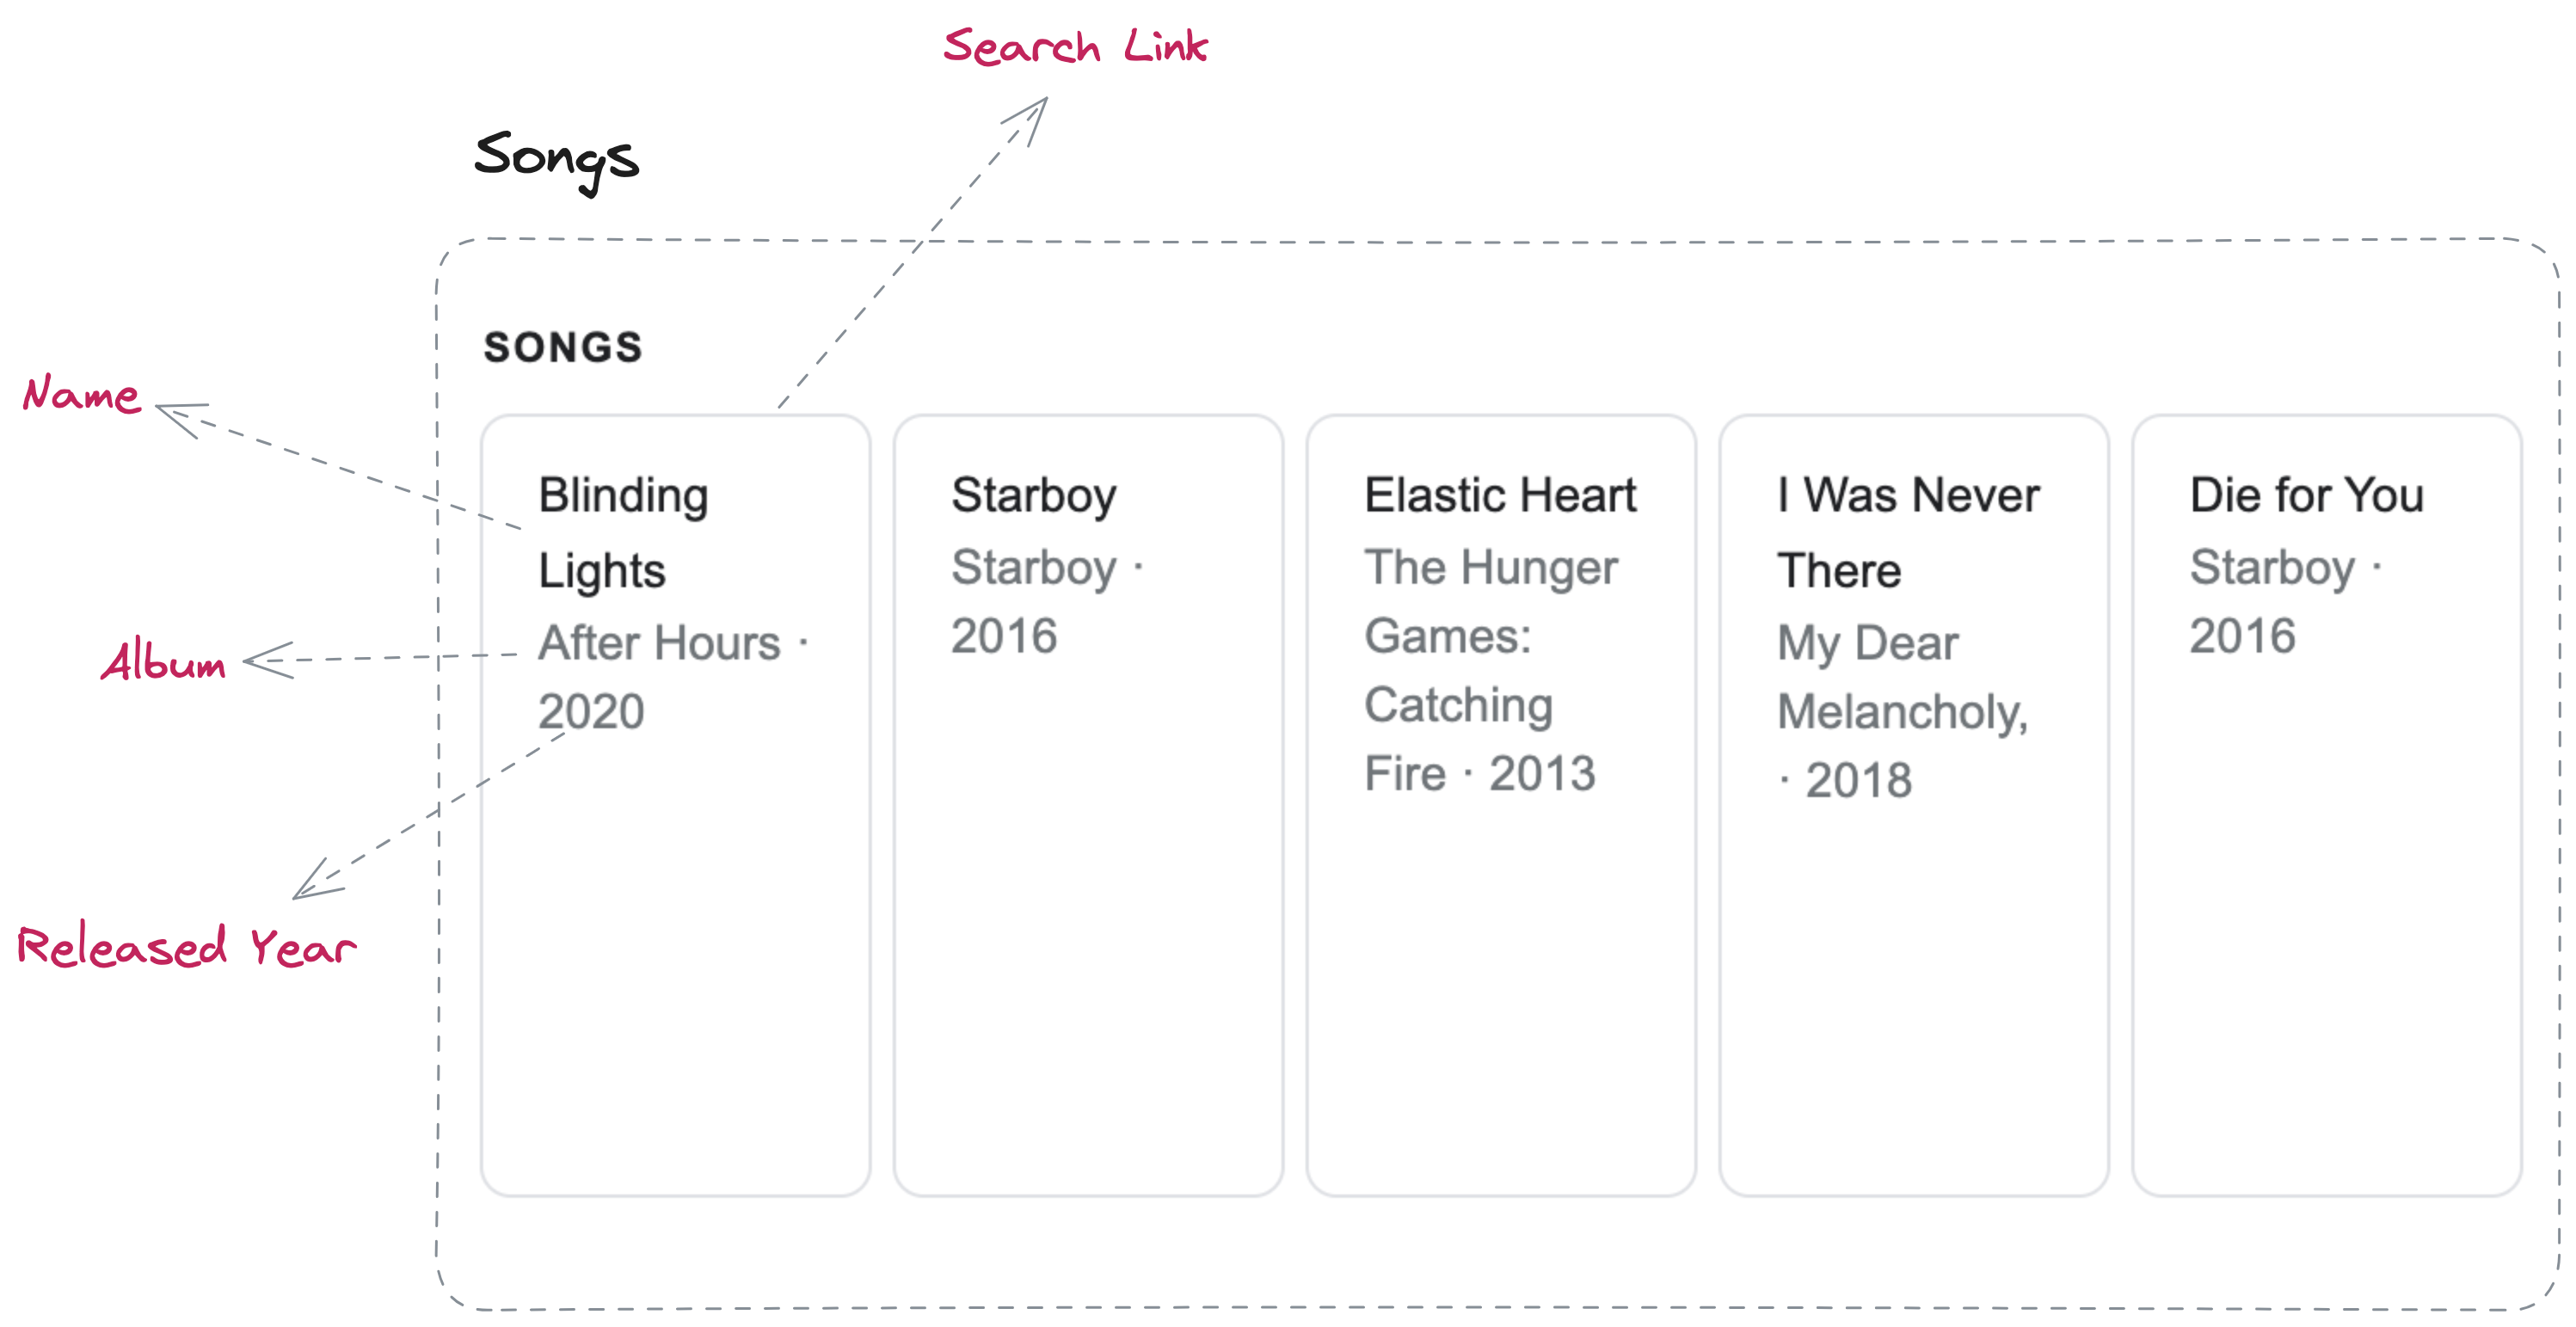 Search Link
Songs
SONGS
Name
Blinding
Lights
After Hours ·
2020
Starboy
Starboy ·
2016
Elastic Heart
The Hunger
Games:
Catching
Fire · 2013
I Was Never
There
My Dear
Melancholy,
· 2018
Die for You
Starboy ·
2016
Album
Released Year